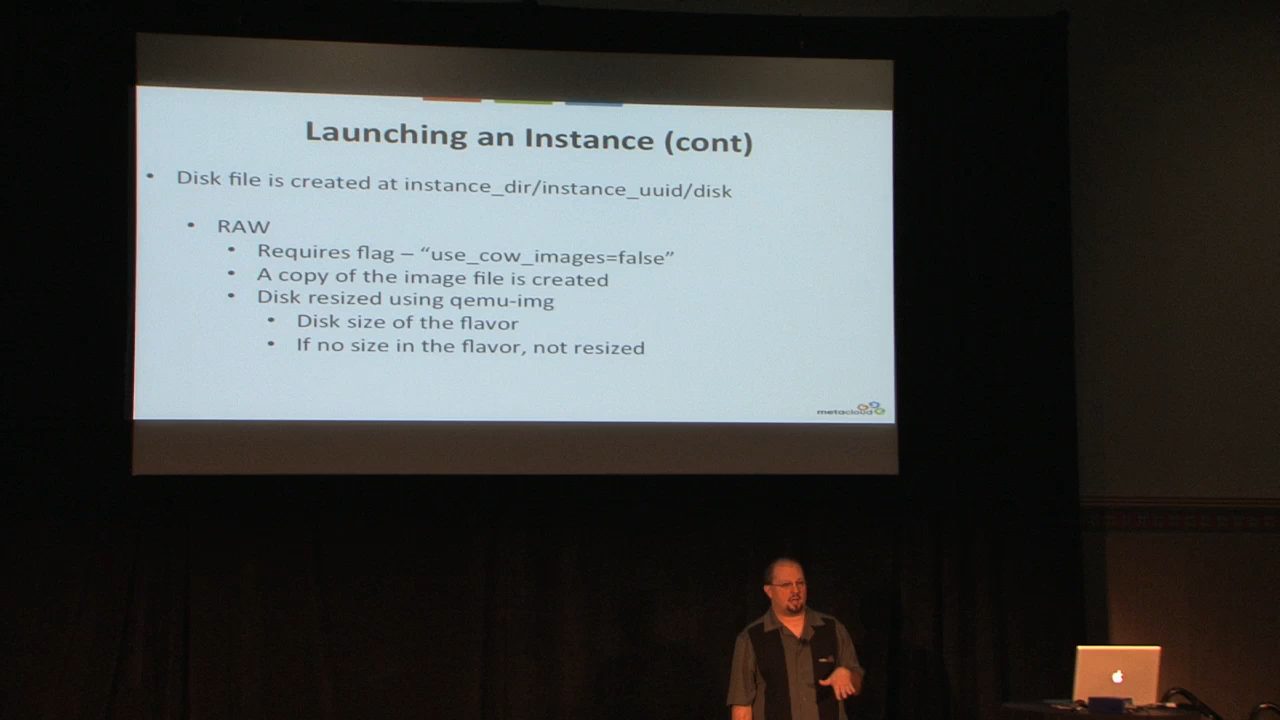 Launching an Instance (cont)
• Disk file is created at instance_dir/instance_uuid/disk
• RAW
• Requires flag – “use_cow_images=false”
• A copy of the image file is created
• Disk resized using qemu-img
• Disk size of the flavor
• If no size in the flavor, not resized
metacloud